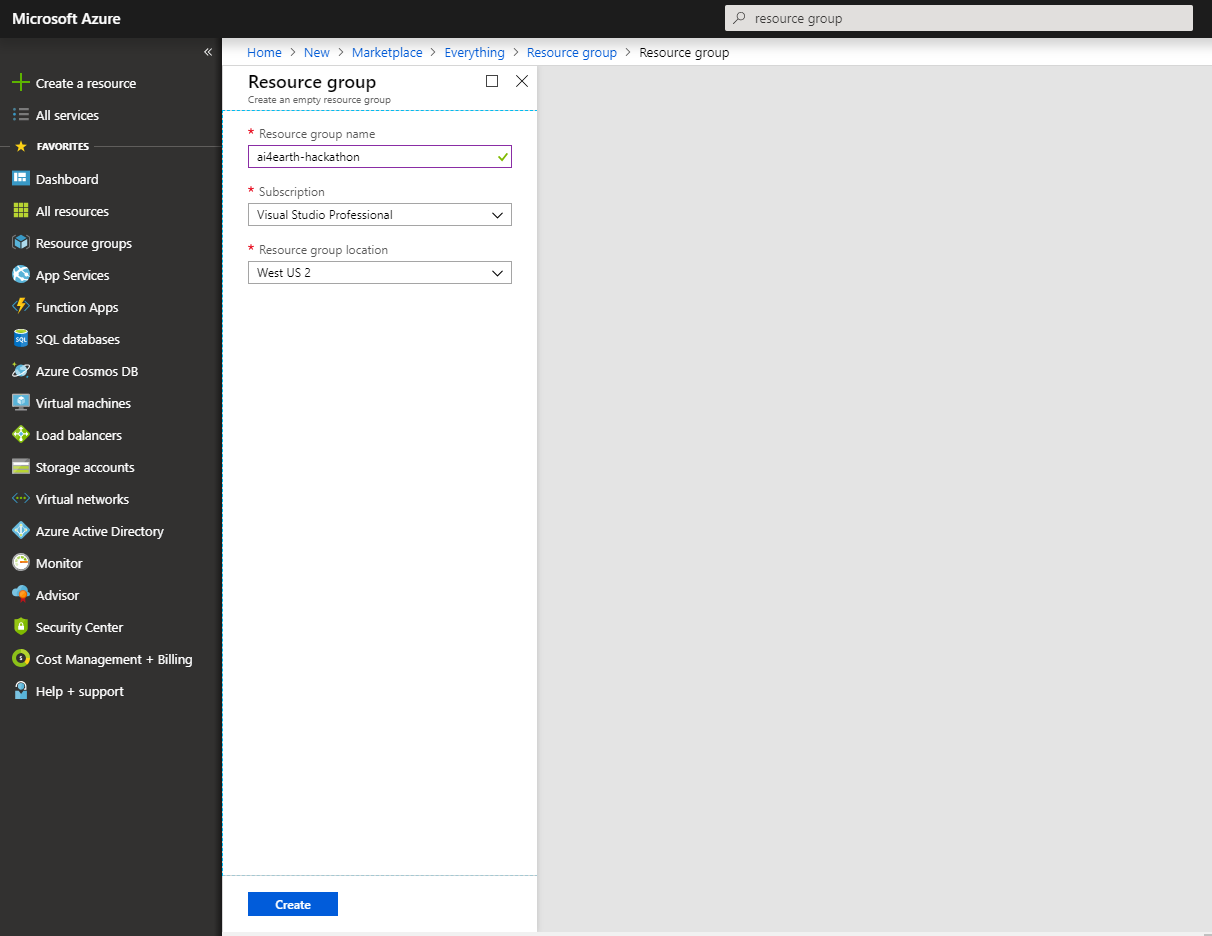 Microsoft Azure
resource group
«
Home > New > Marketplace > Everything > Resource group > Resource group
Create a resource
All services
FAVORITES
Dashboard
All resources
Resource groups
App Services
Function Apps
SQL databases
Azure Cosmos DB
Virtual machines
Load balancers
Storage accounts
Virtual networks
Azure Active Directory
Monitor
Advisor
Security Center
Cost Management + Billing
Help + support
Resource group
Create an empty resource group
* Resource group name
ai4earth-hackathon
* Subscription
Visual Studio Professional
* Resource group location
West US 2
Create